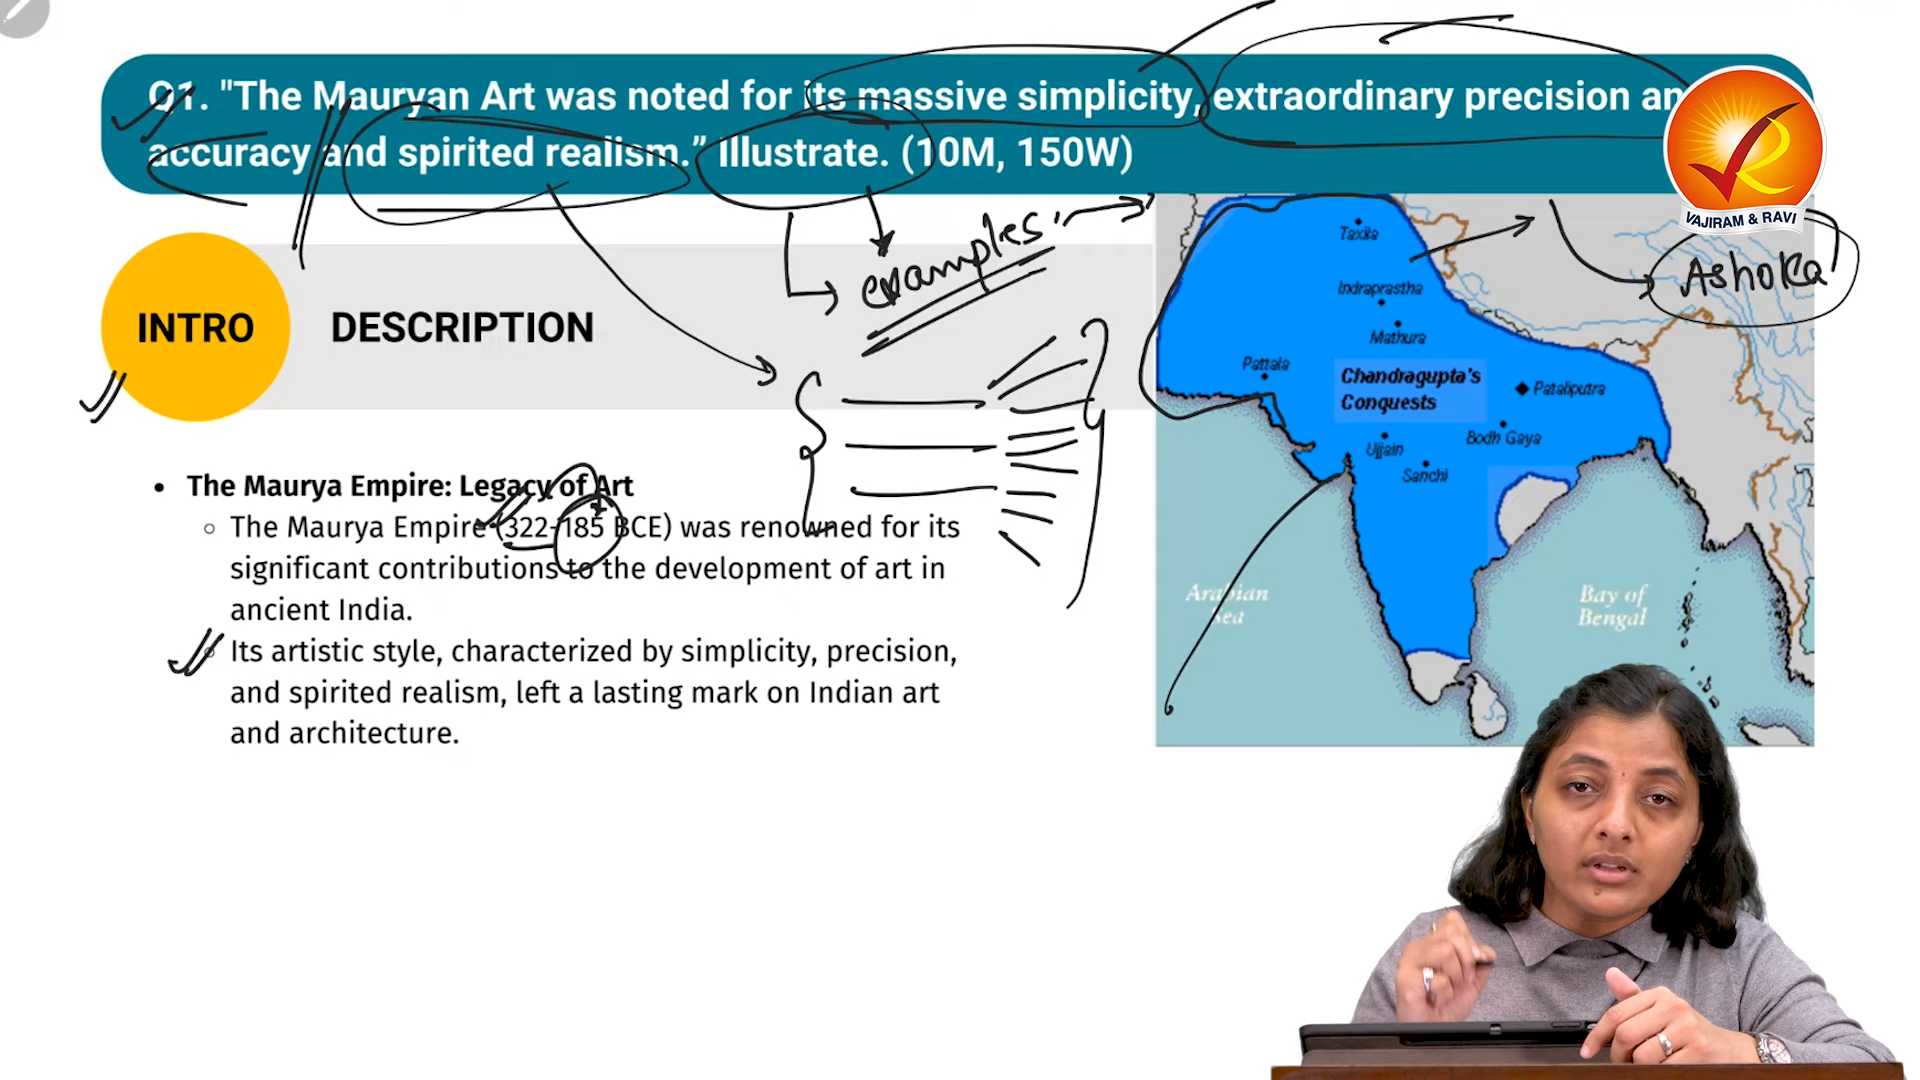 Q1. "The Mauryan Art was noted for its massive simplicity, extraordinary precision an
accuracy and spirited realism.” Illustrate. (10M, 150W)
VAJIRAM & RAVI
examples
Ashoka
INTRO
DESCRIPTION
Taxila
Indraprastha
Mathura
Pattala
Chandragupta's
Conquests
Pataliputra
Ujjain
Bodh Gaya
Sanchi
Arabian
Sea
Bay of
Bengal
• The Maurya Empire: Legacy of Art
○ The Maurya Empire (322-185 BCE) was renowned for its
significant contributions to the development of art in
ancient India.
○ Its artistic style, characterized by simplicity, precision,
and spirited realism, left a lasting mark on Indian art
and architecture.